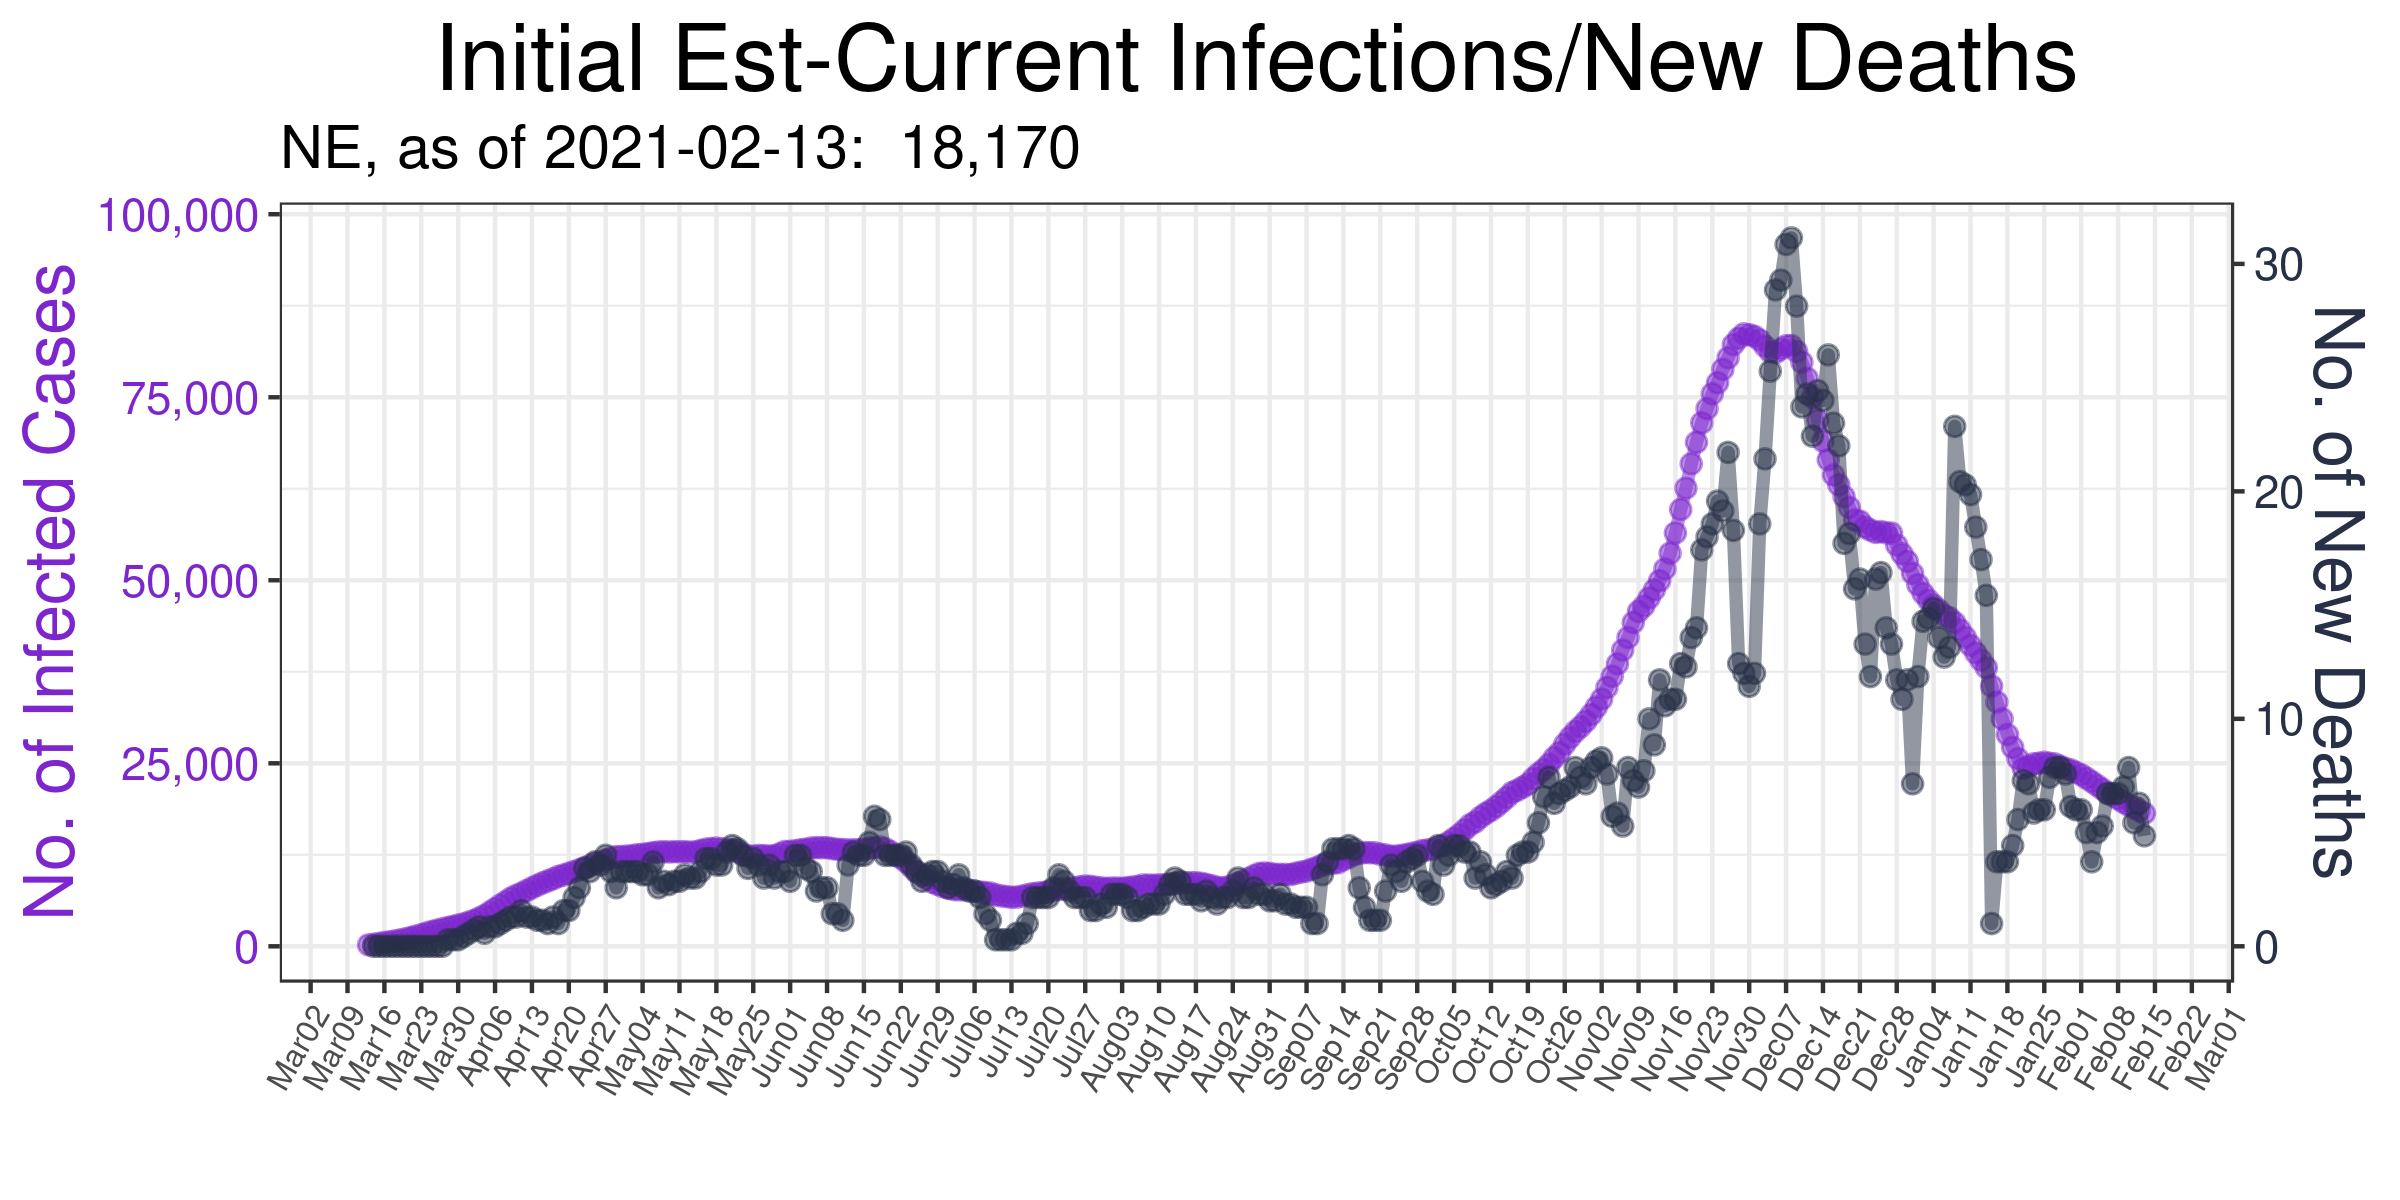 Initial Est-Current Infections/New Deaths
NE, as of 2021-02-13:  18,170
No. of Infected Cases
100,000
75,000
50,000
25,000
0
30
20
10
0
No. of New Deaths
Mar02
Mar09
Mar16
Mar23
Mar30
Apr06
Apr13
Apr20
Apr27
May04
May11
May18
May25
Jun01
Jun08
Jun15
Jun22
Jun29
Jul06
Jul13
Jul20
Jul27
Aug03
Aug10
Aug17
Aug24
Aug31
Sep07
Sep14
Sep21
Sep28
Oct05
Oct12
Oct19
Oct26
Nov02
Nov09
Nov16
Nov23
Nov30
Dec07
Dec14
Dec21
Dec28
Jan04
Jan11
Jan18
Jan25
Feb01
Feb08
Feb15
Feb22
Mar01